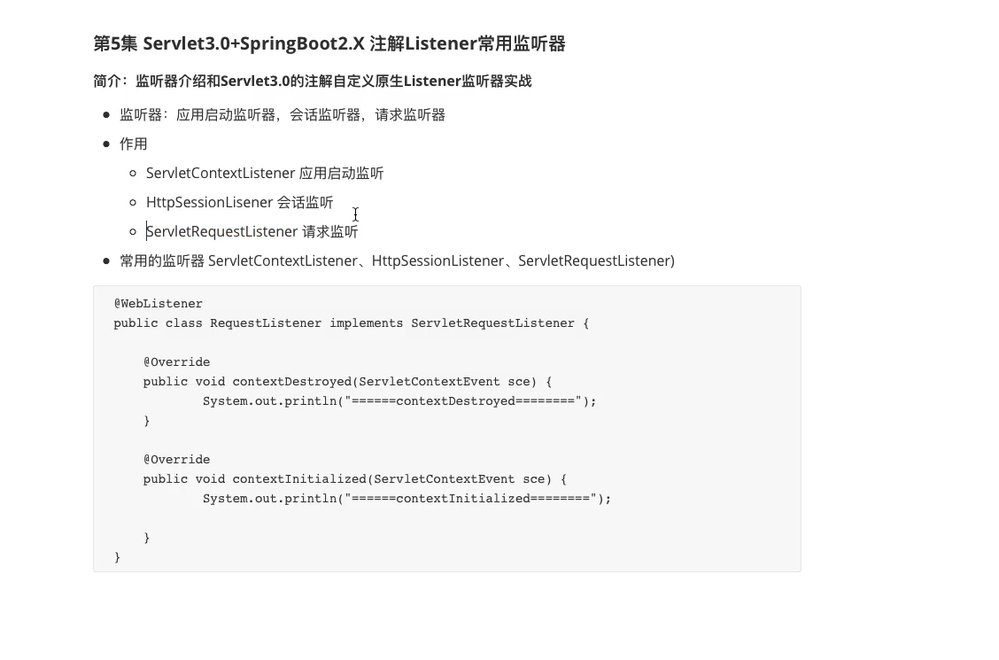 第5集 Servlet3.0+SpringBoot2.X 注解Listener常用监听器
简介：监听器介绍和Servlet3.0的注解自定义原生Listener监听器实战
监听器：应用启动监听器，会话监听器，请求监听器
作用
ServletContextListener 应用启动监听
HttpSessionLisener 会话监听
ServletRequestListener 请求监听
常用的监听器 ServletContextListener、HttpSessionListener、ServletRequestListener)
@WebListener
public class RequestListener implements ServletRequestListener {
@Override
public void contextDestroyed(ServletContextEvent sce) {
System.out.println("======contextDestroyed========");
}
@Override
public void contextInitialized(ServletContextEvent sce) {
System.out.println("======contextInitialized========");
}
}